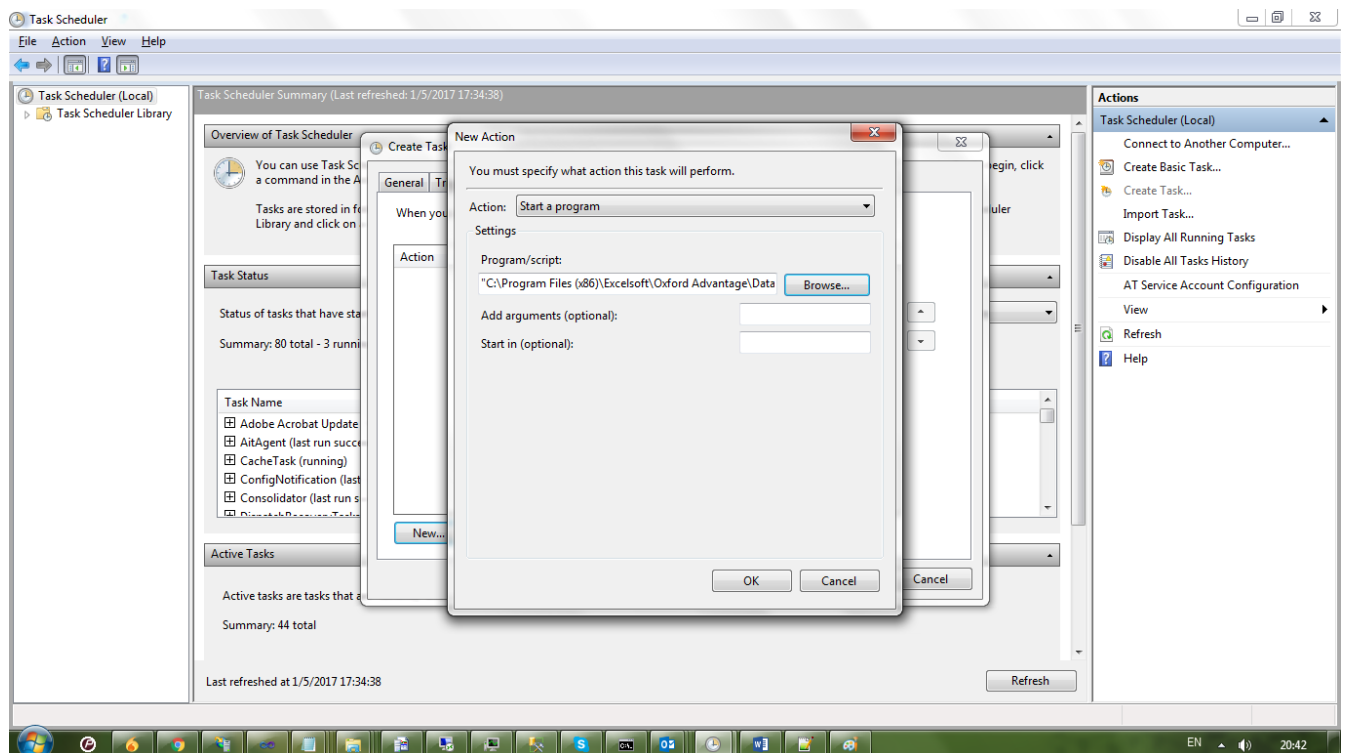 Task Scheduler
File Action View Help
Task Scheduler (Local)
Task Scheduler Library
Task Scheduler Summary (Last refreshed: 1/5/2017 17:34:38)
Overview of Task Scheduler
You can use Task Sc
a command in the A
egin, click
Tasks are stored in fo
uler
Library and click on
Task Status
Status of tasks that have sta
Summary: 80 total - 3 runni
Task Name
Adobe Acrobat Update
AitAgent (last run succe
CacheTask (running)
ConfigNotification (last
Consolidator (last run s
Active Tasks
Active tasks are tasks that a
Summary: 44 total
Last refreshed at 1/5/2017 17:34:38
Refresh
Create Task
General Tr
When you
Action
New...
Cancel
New Action
You must specify what action this task will perform.
Action: Start a program
Settings
Program/script:
"C:\Program Files (x86)\Excelsoft\Oxford Advantage\Data
Browse...
Add arguments (optional):
Start in (optional):
OK Cancel
Actions
Task Scheduler (Local)
Connect to Another Computer...
Create Basic Task...
Create Task...
Import Task...
Display All Running Tasks
Disable All Tasks History
AT Service Account Configuration
View
Refresh
Help
EN 20:42